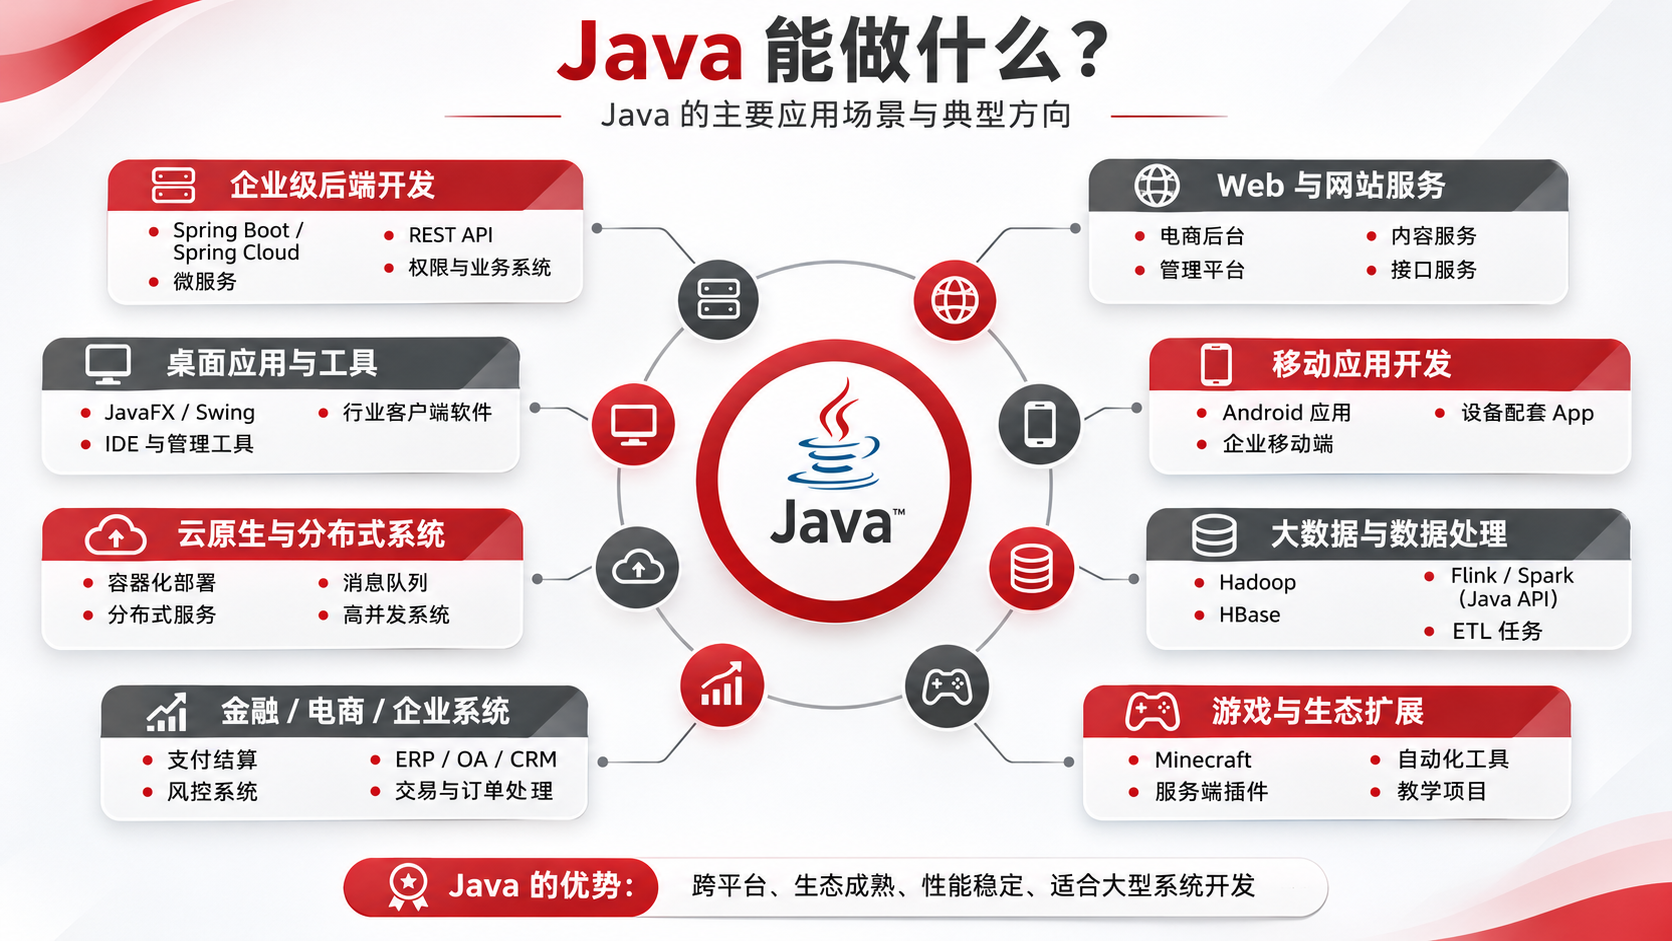 Java 能做什么?
Java 的主要应用场景与典型方向
企业级后端开发
Spring Boot /
Spring Cloud
微服务
REST API
权限与业务系统
桌面应用与工具
JavaFX / Swing
IDE 与管理工具
行业客户端软件
云原生与分布式系统
容器化部署
分布式服务
消息队列
高并发系统
金融 / 电商 / 企业系统
支付结算
风控系统
ERP / OA / CRM
交易与订单处理
Java™
Web 与网站服务
电商后台
管理平台
内容服务
接口服务
移动应用开发
Android 应用
企业移动端
设备配套 App
大数据与数据处理
Hadoop
HBase
Flink / Spark
(Java API)
ETL 任务
游戏与生态扩展
Minecraft
服务端插件
自动化工具
教学项目
Java 的优势:
跨平台、生态成熟、性能稳定、适合大型系统开发